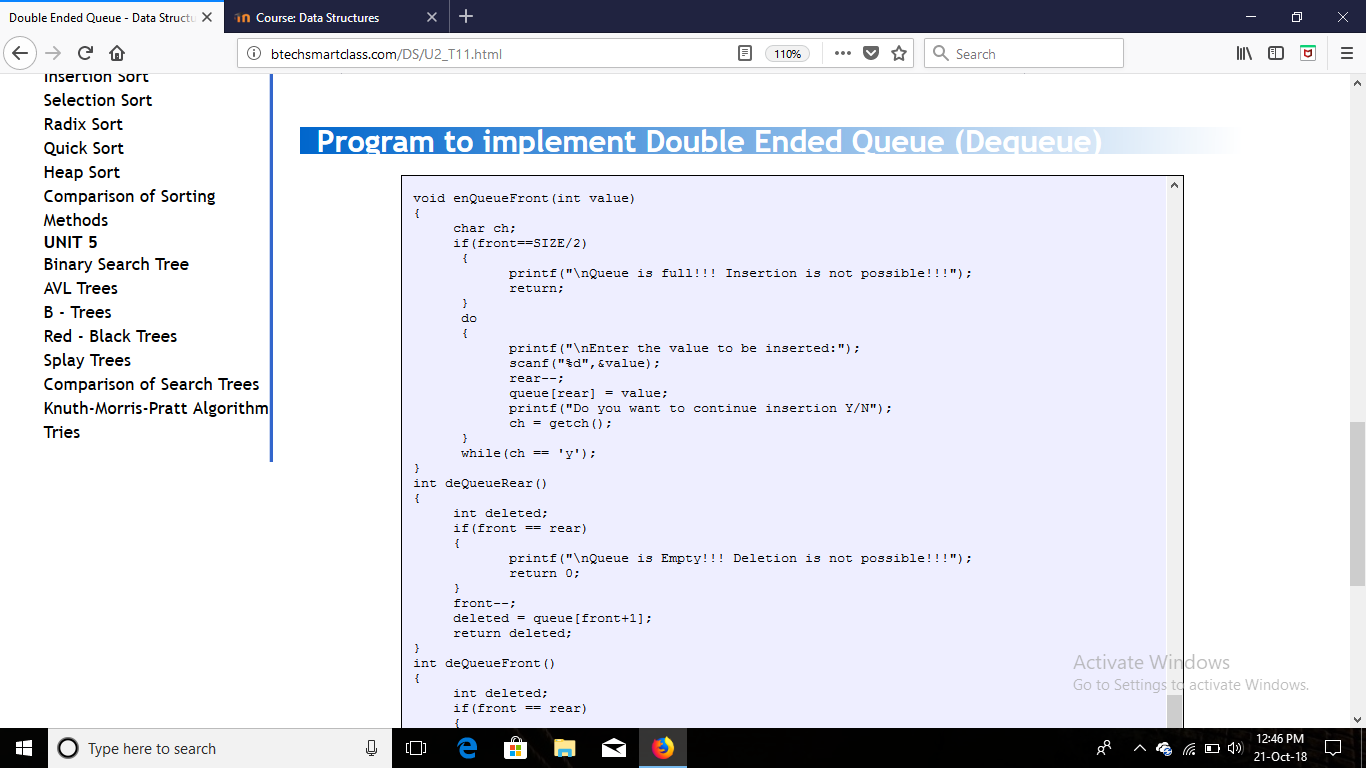 Double Ended Queue - Data Structu
Course: Data Structures
btechsmartclass.com/DS/U2_T11.html
110%
Search
Insertion Sort
Selection Sort
Radix Sort
Quick Sort
Heap Sort
Comparison of Sorting
Methods
UNIT 5
Binary Search Tree
AVL Trees
B - Trees
Red - Black Trees
Splay Trees
Comparison of Search Trees
Knuth-Morris-Pratt Algorithm
Tries
Program to implement Double Ended Queue (Dequeue)
void enQueueFront(int value)
{
char ch;
if(front==SIZE/2)
{
printf("\nQueue is full!!! Insertion is not possible!!!");
return;
}
do
{
printf("\nEnter the value to be inserted:");
scanf("%d",&value);
rear--;
queue[rear] = value;
printf("Do you want to continue insertion Y/N");
ch = getch();
}
while(ch == 'y');
}
int deQueueRear()
{
int deleted;
if(front == rear)
{
printf("\nQueue is Empty!!! Deletion is not possible!!!");
return 0;
}
front--;
deleted = queue[front+1];
return deleted;
}
int deQueueFront()
{
int deleted;
if(front == rear)
{
Activate Windows
Go to Settings to activate Windows.
Type here to search
12:46 PM
21-Oct-18